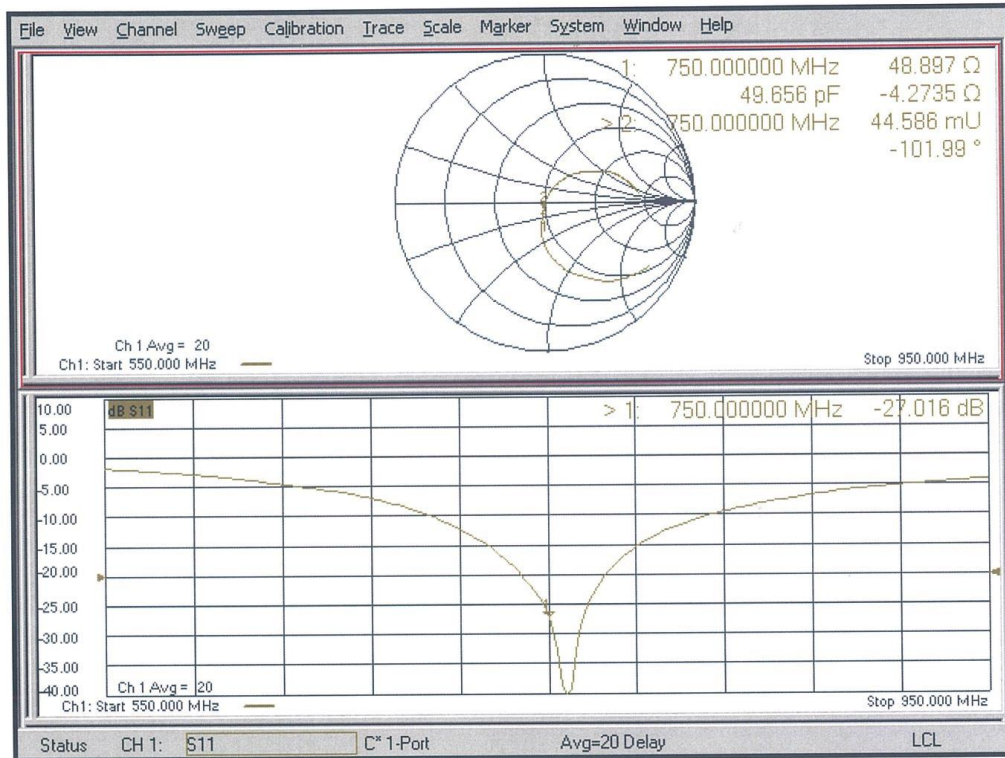 File View Channel Sweep Calibration Trace Scale Marker System Window Help
1: 750.000000 MHz 48.897 Ω
49.656 pF -4.2735 Ω
> 2: 750.000000 MHz 44.586 mU
-101.99 °
Ch 1 Avg = 20
Ch1: Start 550.000 MHz
Stop 950.000 MHz
dB S11
> 1: 750.000000 MHz -27.016 dB
10.00
5.00
0.00
-5.00
-10.00
-15.00
-20.00
-25.00
-30.00
-35.00
-40.00
1
Ch 1 Avg = 20
Ch1: Start 550.000 MHz
Stop 950.000 MHz
Status CH 1: S11 C* 1-Port Avg=20 Delay LCL